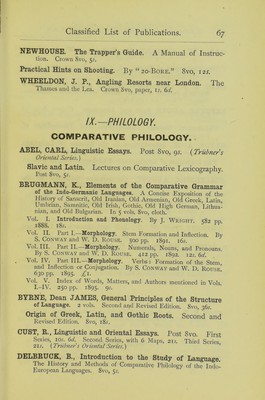 Classified List of Publications. 67
NEWHOUSE. The Trapper's Guide. A Manual of Instruc-
tion. Crown 8vo, 5s.
Practical Hints on Shooting. By "20-BORE." 8vo, 12s.
WHEELDON, J. P., Angling Resorts near London. The
Thames and the Lea. Crown 8vo, paper, 1s. 6d.
IX.—PHILOLOGY.
COMPARATIVE PHILOLOGY.
ABEL, CARL, Linguistic Essays. Post 8vo, 9s. (Trübner's
Oriental Series.)
Slavic and Latin. Lectures on Comparative Lexicography.
Post 8vo, 5s.
BRUGMANN, K., Elements of the Comparative Grammar
of the Indo-Germanic Languages. A Concise Exposition of the
History of Sanscrit, Old Iranian, Old Armenian, Old Greek, Latin,
Umbrian, Samnitic, Old Irish, Gothic, Old High German, Lithua-
nian, and Old Bulgarian. In 5 vols. 8vo, cloth.
Vol. I. Introduction and Phonology. By J. WRIGHT. 582 pp.
1888. 18s.
Vol. II. Part I.—Morphology. Stem Formation and Inflection. By
S. CONWAY and W. D. ROUSE. 500 pp. 1891. 16s.
Vol. III. Part II.—Morphology. Numerals, Nouns, and Pronouns.
By S. CONWAY and W. D. ROUSE. 412 pp. 1892. 12s. 6d.
Vol. IV. Part III.—Morphology. Verbs: Formation of the Stem,
and Inflection or Conjugation. By S. CONWAY and W. D. ROUSE,
630 pp. 1895. £1.
Vol. V. Index of Words, Matters, and Authors mentioned in Vols.
I.-IV. 250 pp. 1895. 9s.
BYRNE, DEAN JAMES, General Principles of the Structure
of Language. 2 vols. Second and Revised Edition. 8vo, 36s.
Origin of Greek, Latin, and Gothic Roots. Second and
Revised Edition. 8vo, 18s.
CUST, R., Linguistic and Oriental Essays. Post 8vo. First
Series, 10s. 6d. Second Series, with 6 Maps, 21s. Third Series,
21s. (Trübner's Oriental Series.)
DELBRUCK, B., Introduction to the Study of Language.
The History and Methods of Comparative Philology of the Indo-
European Languages. 8vo, 5s.